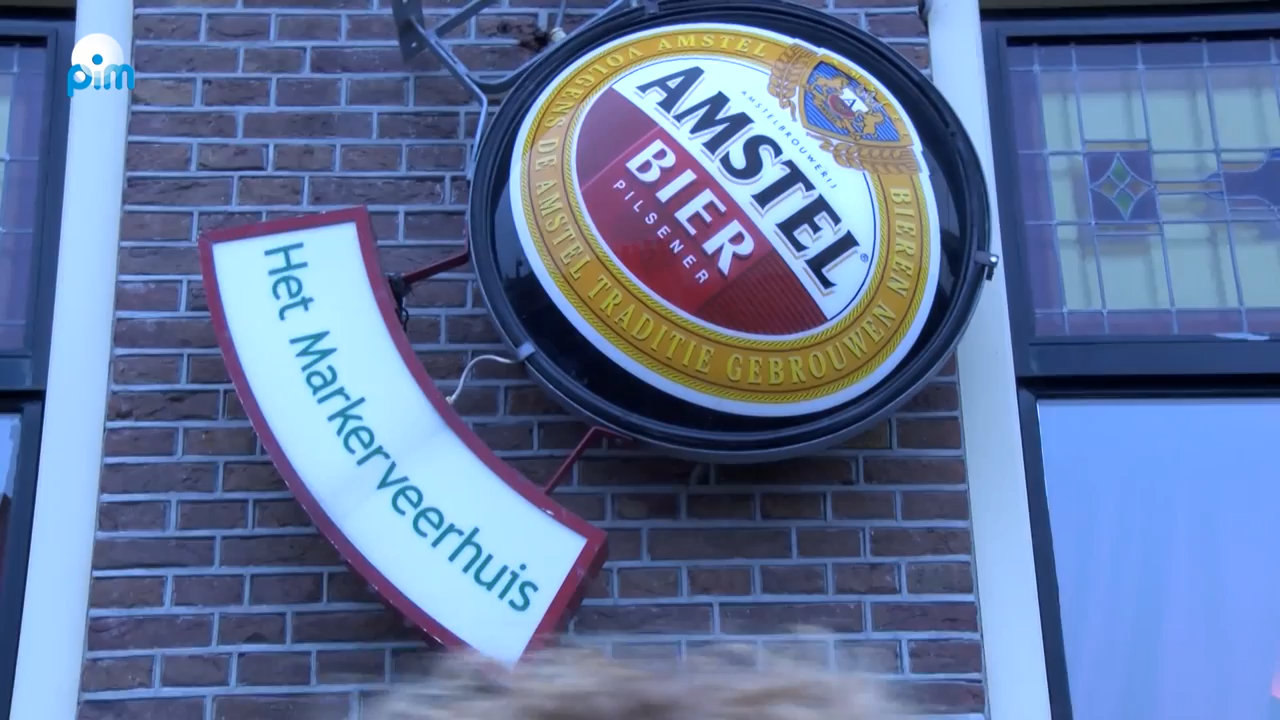 pim
VOLGENS DE AMSTEL TRADITIE GEBROUWEN BIEREN
AMSTEL
AMSTELBROUWERIJ
AMSTEL®
BIER
PILSENER
A
Het Markerveerhuis